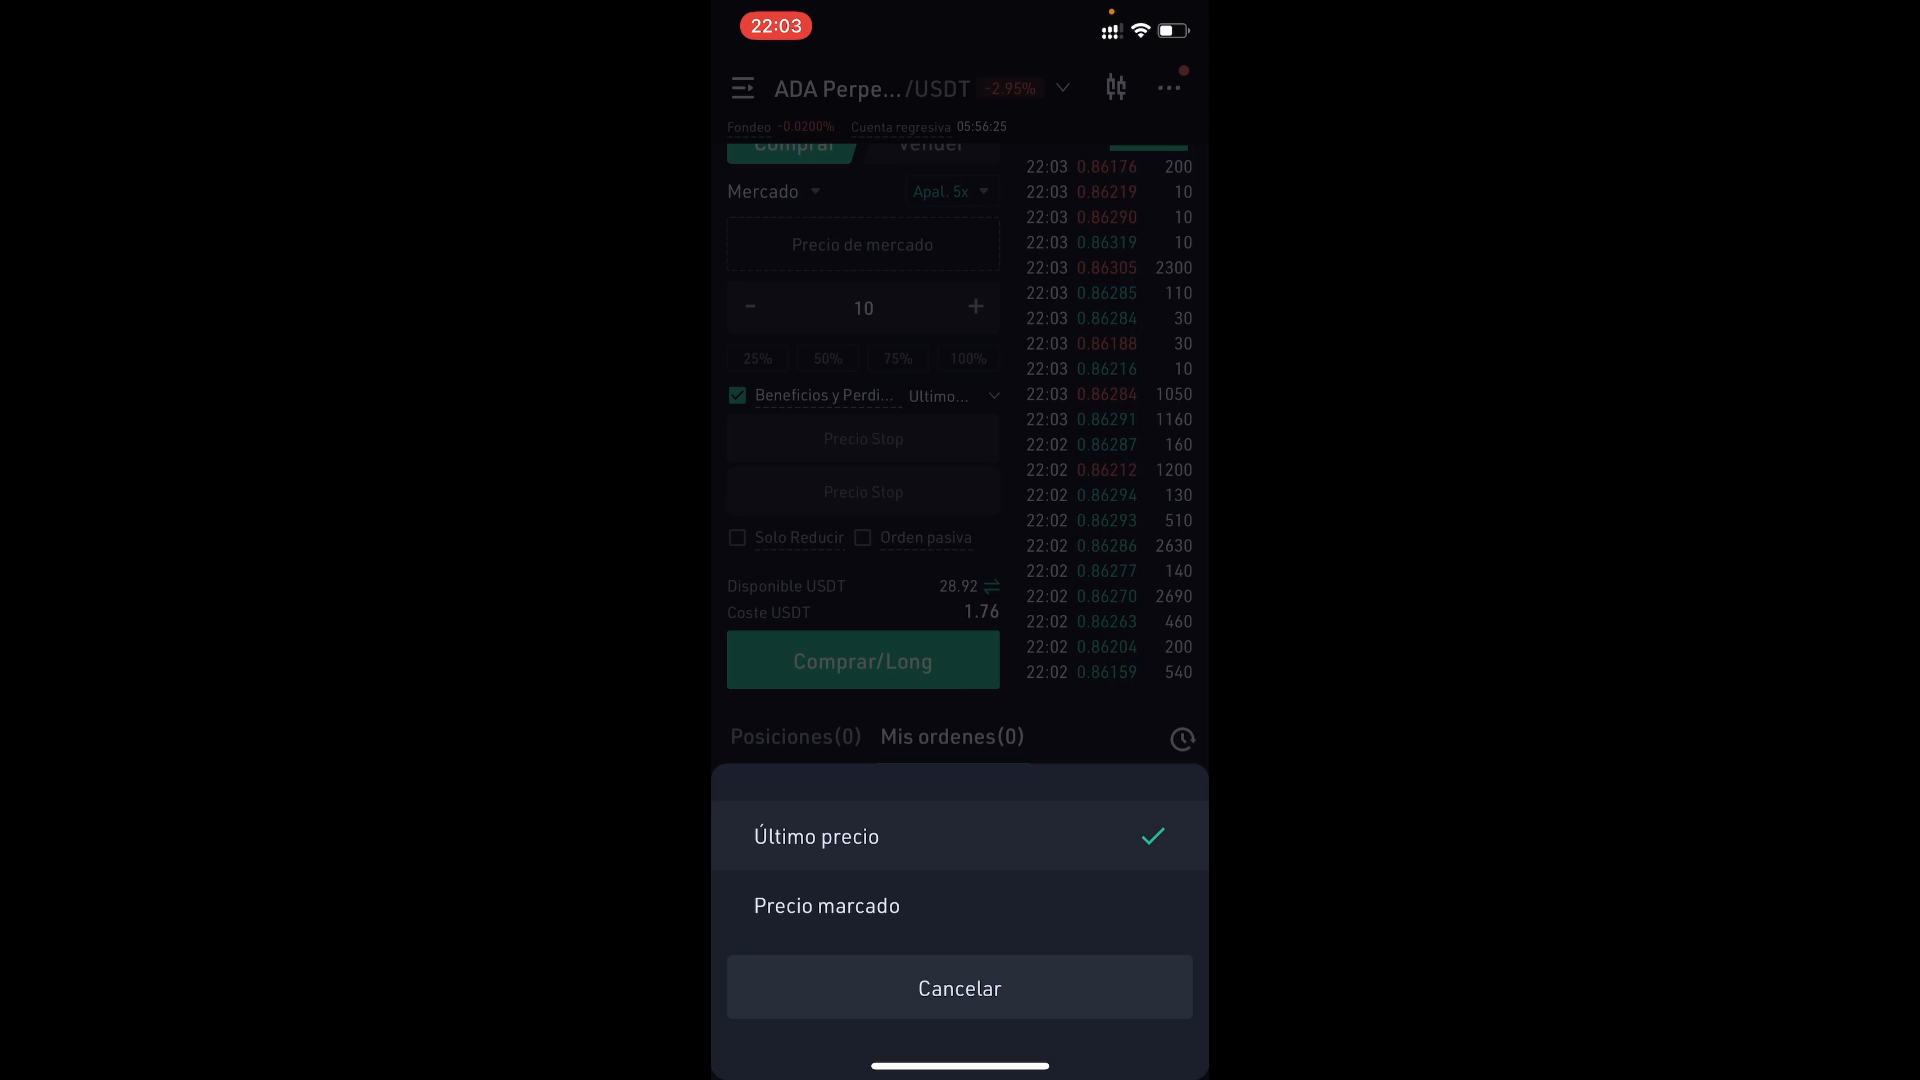 22:03
ADA Perpe... /USDT -2.95%
Fondeo -0.0200% Cuenta regresiva 05:56:25
Comprar Vender
Mercado Apal. 5x
Precio de mercado
- 10 +
25% 50% 75% 100%
Beneficios y Perdi... Ultimo...
Precio Stop
Precio Stop
Solo Reducir Orden pasiva
Disponible USDT 28.92
Coste USDT 1.76
Comprar/Long
22:03 0.86176 200
22:03 0.86219 10
22:03 0.86290 10
22:03 0.86319 10
22:03 0.86305 2300
22:03 0.86285 110
22:03 0.86284 30
22:03 0.86188 30
22:03 0.86216 10
22:03 0.86284 1050
22:03 0.86291 1160
22:02 0.86287 160
22:02 0.86212 1200
22:02 0.86294 130
22:02 0.86293 510
22:02 0.86286 2630
22:02 0.86277 140
22:02 0.86270 2690
22:02 0.86263 460
22:02 0.86204 200
22:02 0.86159 540
Posiciones(0) Mis ordenes(0)
Último precio
Precio marcado
Cancelar